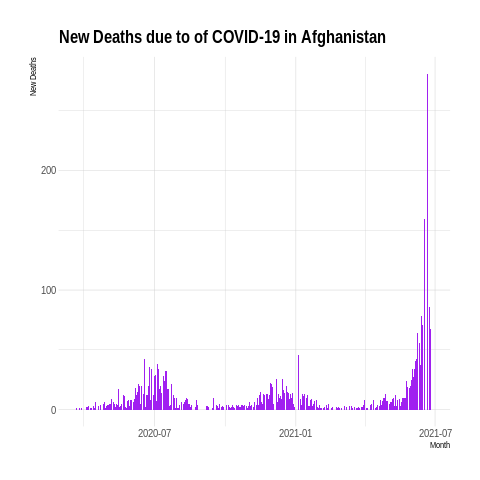 New Deaths due to of COVID-19 in Afghanistan
New Deaths
200
100
0
2020-07
2021-01
2021-07
Month